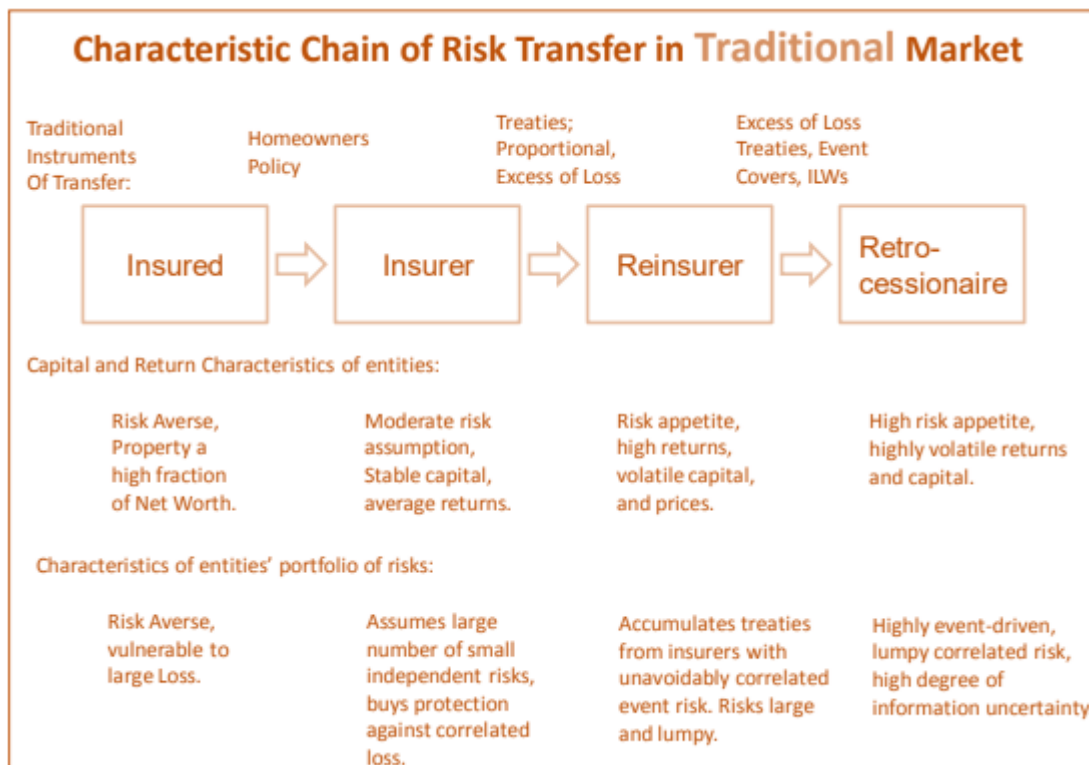 Characteristic Chain of Risk Transfer in Traditional Market
Traditional
Instruments
Of Transfer:
Homeowners
Policy
Treaties;
Proportional,
Excess of Loss
Excess of Loss
Treaties, Event
Covers, ILWs
Insured
Insurer
Reinsurer
Retro-
cessionaire
Capital and Return Characteristics of entities:
Risk Averse,
Property a
high fraction
of Net Worth.
Moderate risk
assumption,
Stable capital,
average returns.
Risk appetite,
high returns,
volatile capital,
and prices.
High risk appetite,
highly volatile returns
and capital.
Characteristics of entities' portfolio of risks:
Risk Averse,
vulnerable to
large Loss.
Assumes large
number of small
independent risks,
buys protection
against correlated
loss.
Accumulates treaties
from insurers with
unavoidably correlated
event risk. Risks large
and lumpy.
Highly event-driven,
lumpy correlated risk,
high degree of
information uncertainty